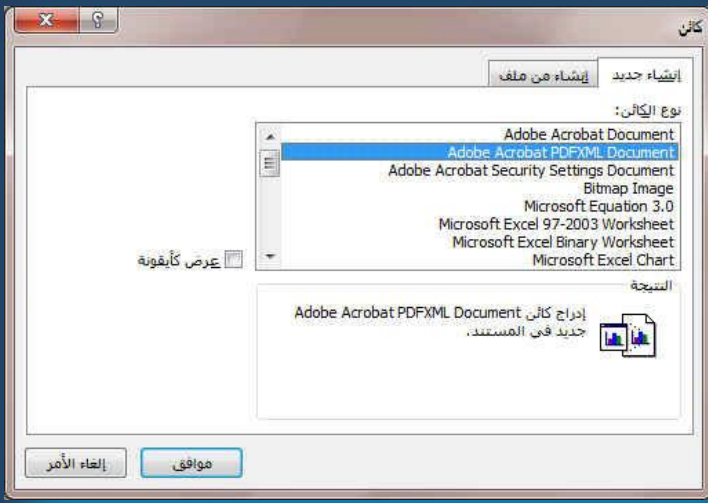 كائن
إنشاء جديد
إنشاء من ملف
نوع الكائن:
Adobe Acrobat Document
Adobe Acrobat PDFXML Document
Adobe Acrobat Security Settings Document
Bitmap Image
Microsoft Equation 3.0
Microsoft Excel 97-2003 Worksheet
Microsoft Excel Binary Worksheet
Microsoft Excel Chart
عرض كأيقونة
النتيجة
إدراج كائن Adobe Acrobat PDFXML Document
جديد في المستند.
موافق
إلغاء الأمر